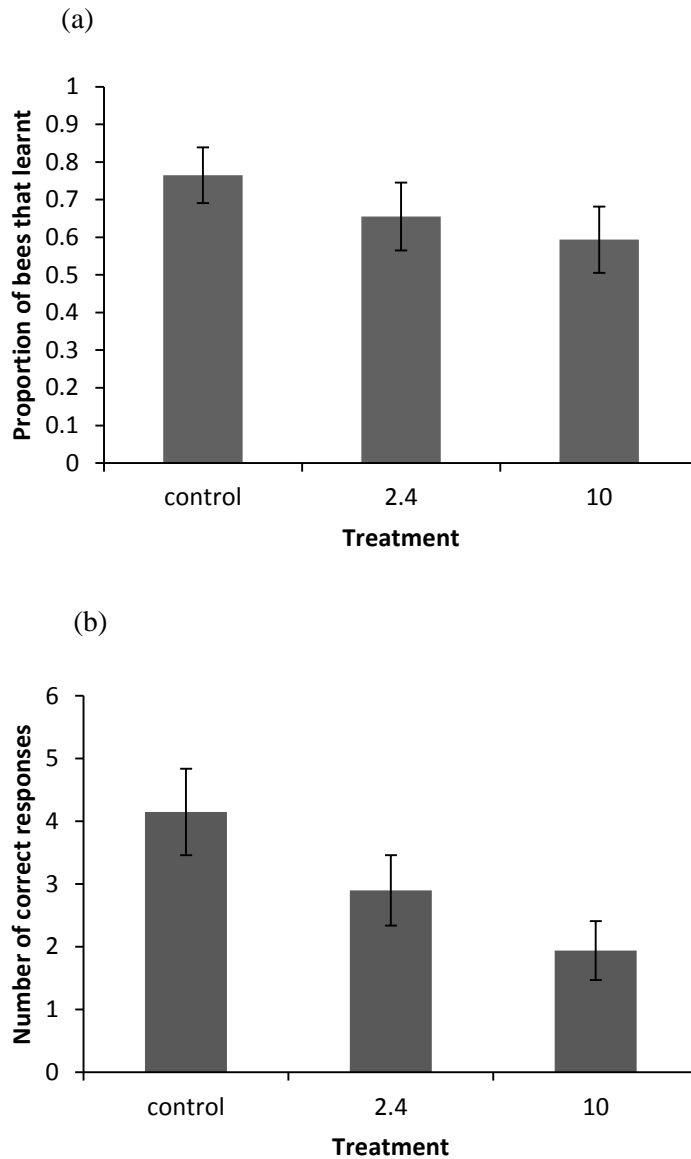 (a)
Proportion of bees that learnt
1
0.9
0.8
0.7
0.6
0.5
0.4
0.3
0.2
0.1
0
control 2.4 10
Treatment
(b)
Number of correct responses
6
5
4
3
2
1
0
control 2.4 10
Treatment